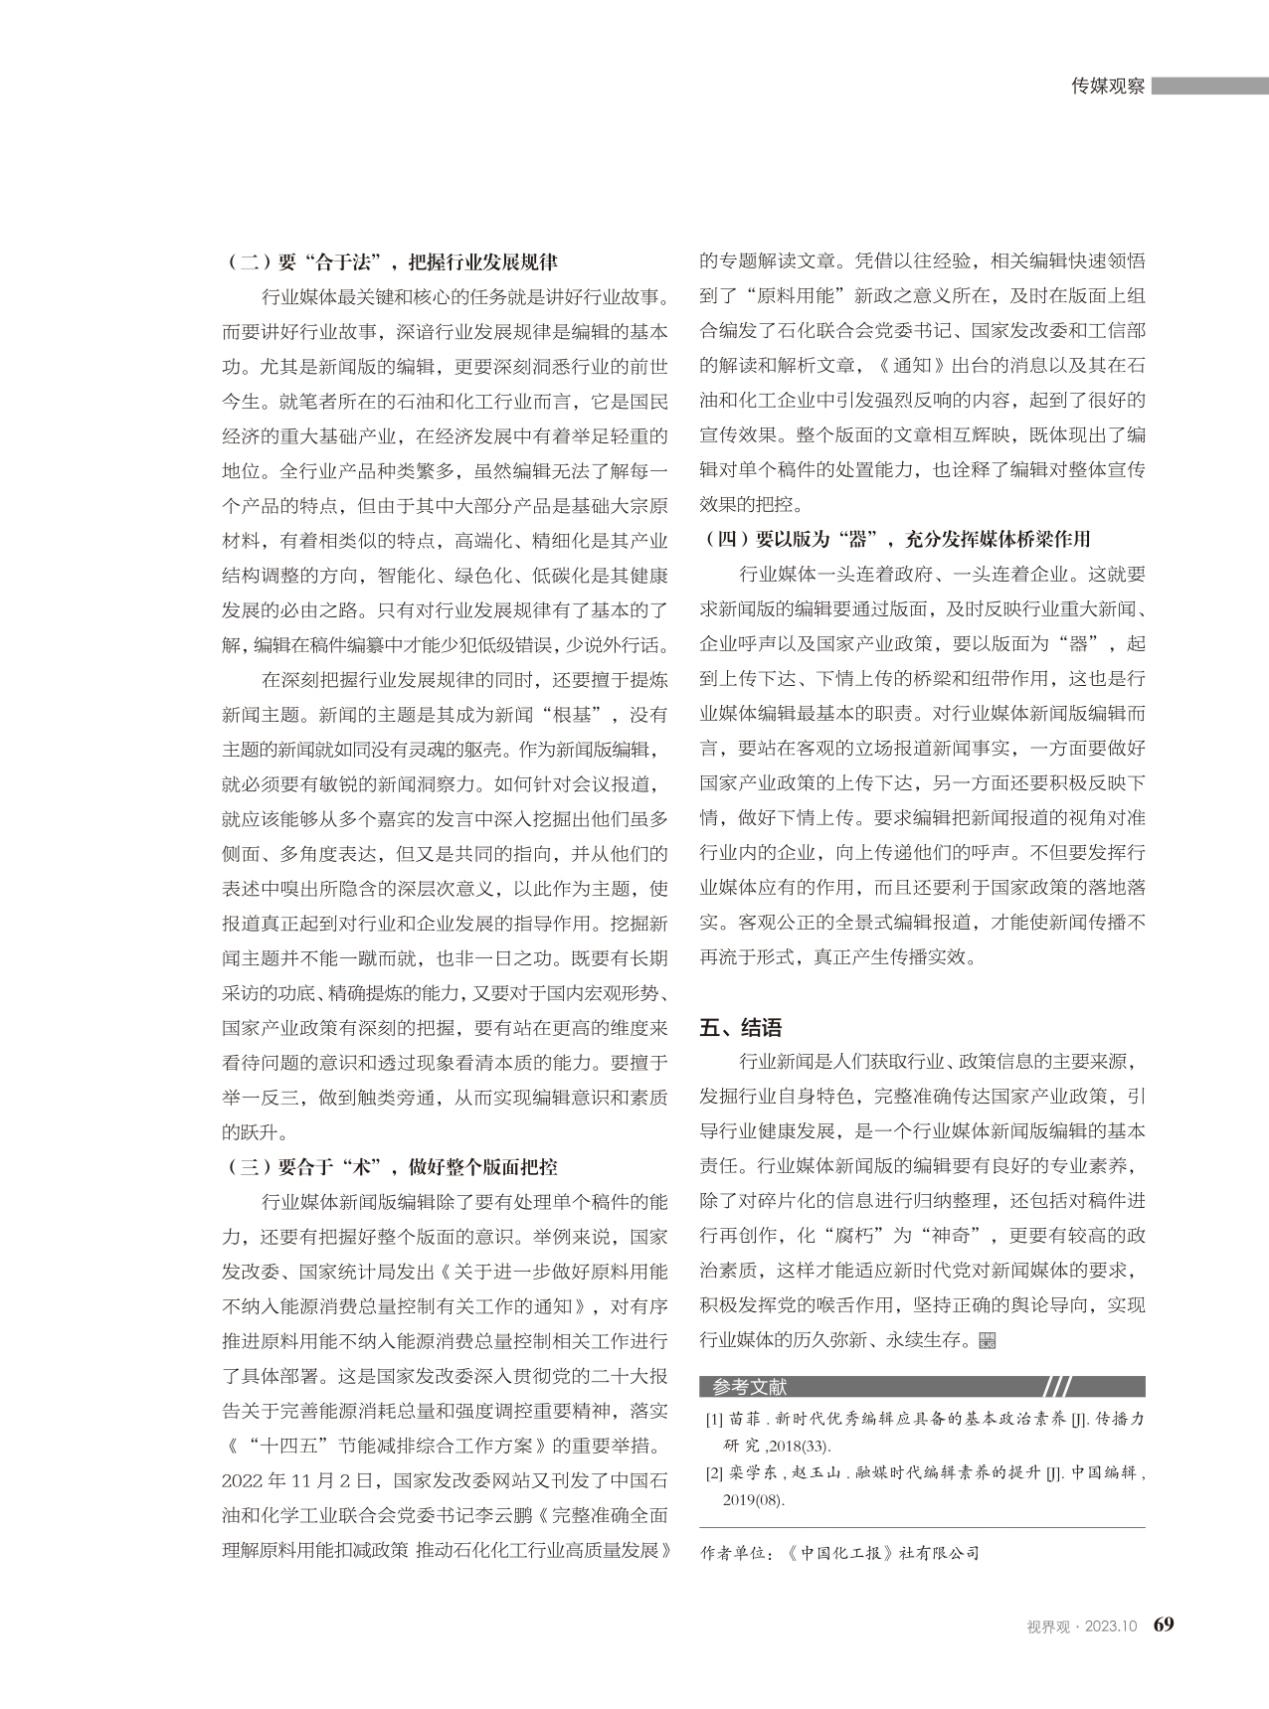 传媒观察
（二）要“合于法”，把握行业发展规律
行业媒体最关键和核心的任务就是讲好行业故事。
而要讲好行业故事，深谙行业发展规律是编辑的基本
功。尤其是新闻版的编辑，更要深刻洞悉行业的前世
今生。就笔者所在的石油和化工行业而言，它是国民
经济的重大基础产业，在经济发展中有着举足轻重的
地位。全行业产品种类繁多，虽然编辑无法了解每一
个产品的特点，但由于其中大部分产品是基础大宗原
材料，有着相类似的特点，高端化、精细化是其产业
结构调整的方向，智能化、绿色化、低碳化是其健康
发展的必由之路。只有对行业发展规律有了基本的了
解，编辑在稿件编纂中才能少犯低级错误，少说外行话。
在深刻把握行业发展规律的同时，还要擅于提炼
新闻主题。新闻的主题是其成为新闻“根基”，没有
主题的新闻就如同没有灵魂的躯壳。作为新闻版编辑，
就必须要有敏锐的新闻洞察力。如何针对会议报道，
就应该能够从多个嘉宾的发言中深入挖掘出他们虽多
侧面、多角度表达，但又是共同的指向，并从他们的
表述中嗅出所隐含的深层次意义，以此作为主题，使
报道真正起到对行业和企业发展的指导作用。挖掘新
闻主题并不能一蹴而就，也非一日之功。既要有长期
采访的功底、精确提炼的能力，又要对于国内宏观形势、
国家产业政策有深刻的把握，要有站在更高的维度来
看待问题的意识和透过现象看清本质的能力。要擅于
举一反三，做到触类旁通，从而实现编辑意识和素质
的跃升。
（三）要合于“术”，做好整个版面把控
行业媒体新闻版编辑除了要有处理单个稿件的能
力，还要有把握好整个版面的意识。举例来说，国家
发改委、国家统计局发出《关于进一步做好原料用能
不纳入能源消费总量控制有关工作的通知》，对有序
推进原料用能不纳入能源消费总量控制相关工作进行
了具体部署。这是国家发改委深入贯彻党的二十大报
告关于完善能源消耗总量和强度调控重要精神，落实
《“十四五”节能减排综合工作方案》的重要举措。
2022 年 11 月 2 日，国家发改委网站又刊发了中国石
油和化学工业联合会党委书记李云鹏《完整准确全面
理解原料用能扣减政策 推动石化化工行业高质量发展》
的专题解读文章。凭借以往经验，相关编辑快速领悟
到了“原料用能”新政之意义所在，及时在版面上组
合编发了石化联合会党委书记、国家发改委和工信部
的解读和解析文章，《通知》出台的消息以及其在石
油和化工企业中引发强烈反响的内容，起到了很好的
宣传效果。整个版面的文章相互辉映，既体现出了编
辑对单个稿件的处置能力，也诠释了编辑对整体宣传
效果的把控。
（四）要以版为“器”，充分发挥媒体桥梁作用
行业媒体一头连着政府、一头连着企业。这就要
求新闻版的编辑要通过版面，及时反映行业重大新闻、
企业呼声以及国家产业政策，要以版面为“器”，起
到上传下达、下情上传的桥梁和纽带作用，这也是行
业媒体编辑最基本的职责。对行业媒体新闻版编辑而
言，要站在客观的立场报道新闻事实，一方面要做好
国家产业政策的上传下达，另一方面还要积极反映下
情，做好下情上传。要求编辑把新闻报道的视角对准
行业内的企业，向上传递他们的呼声。不但要发挥行
业媒体应有的作用，而且还要利于国家政策的落地落
实。客观公正的全景式编辑报道，才能使新闻传播不
再流于形式，真正产生传播实效。
五、结语
行业新闻是人们获取行业、政策信息的主要来源，
发掘行业自身特色，完整准确传达国家产业政策，引
导行业健康发展，是一个行业媒体新闻版编辑的基本
责任。行业媒体新闻版的编辑要有良好的专业素养，
除了对碎片化的信息进行归纳整理，还包括对稿件进
行再创作，化“腐朽”为“神奇”，更要有较高的政
治素质，这样才能适应新时代党对新闻媒体的要求，
积极发挥党的喉舌作用，坚持正确的舆论导向，实现
行业媒体的历久弥新、永续生存。
参考文献
[1] 苗菲 . 新时代优秀编辑应具备的基本政治素养 [J]. 传播力
研 究 ,2018(33).
[2] 栾学东 , 赵玉山 . 融媒时代编辑素养的提升 [J]. 中国编辑 ,
2019(08).
作者单位：《中国化工报》社有限公司
视界观 · 2023.10 69